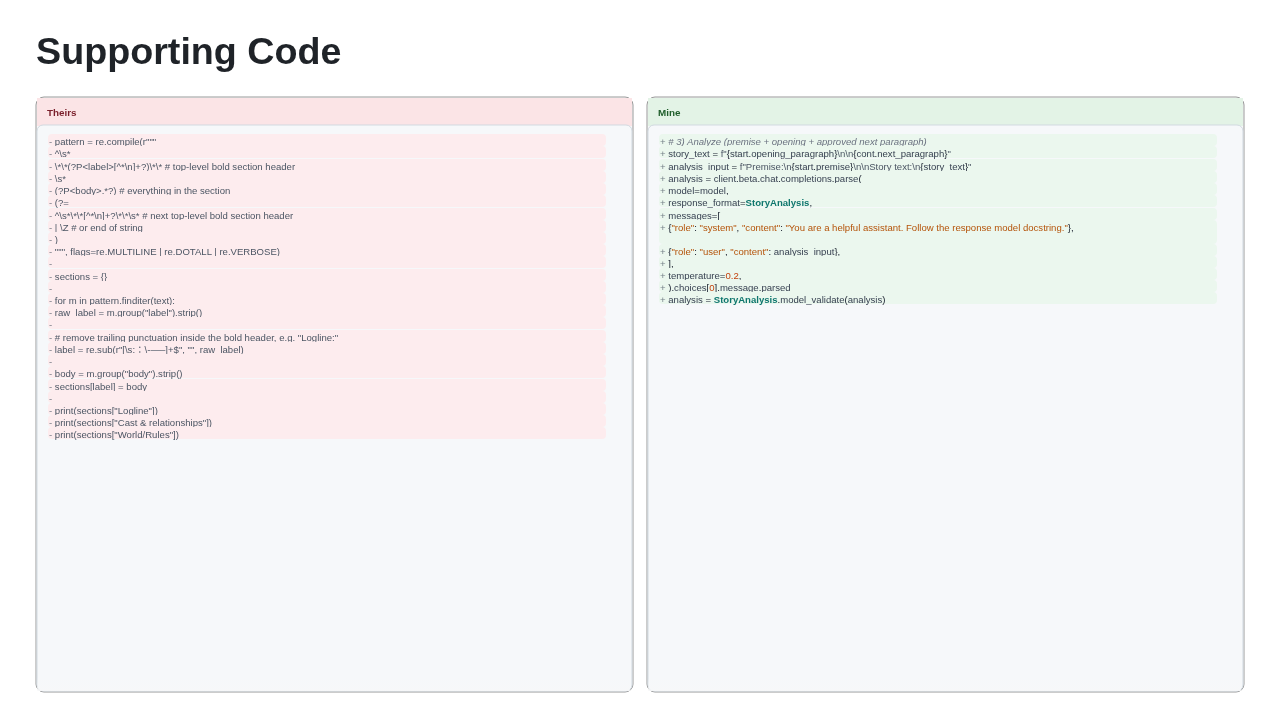 Supporting Code
Theirs
- pattern = re.compile(r"""
- ^\s*
- \*\*(?P<label>[^*\n]+?)\*\* # top-level bold section header
- \s*
- (?P<body>.*?) # everything in the section
- (?=
- ^\s*\*\*[^*\n]+?\*\*\s* # next top-level bold section header
- | \Z # or end of string
- )
- """, flags=re.MULTILINE | re.DOTALL | re.VERBOSE)
-
- sections = {}
-
- for m in pattern.finditer(text):
- raw_label = m.group("label").strip()
-
- # remove trailing punctuation inside the bold header, e.g. "Logline:"
- label = re.sub(r"[\s:：\-–—]+$", "", raw_label)
-
- body = m.group("body").strip()
- sections[label] = body
-
- print(sections["Logline"])
- print(sections["Cast & relationships"])
- print(sections["World/Rules"])
Mine
+ # 3) Analyze (premise + opening + approved next paragraph)
+ story_text = f"{start.opening_paragraph}\n\n{cont.next_paragraph}"
+ analysis_input = f"Premise:\n{start.premise}\n\nStory text:\n{story_text}"
+ analysis = client.beta.chat.completions.parse(
+ model=model,
+ response_format=StoryAnalysis,
+ messages=[
+ {"role": "system", "content": "You are a helpful assistant. Follow the response model docstring."},
+ {"role": "user", "content": analysis_input},
+ ],
+ temperature=0.2,
+ ).choices[0].message.parsed
+ analysis = StoryAnalysis.model_validate(analysis)